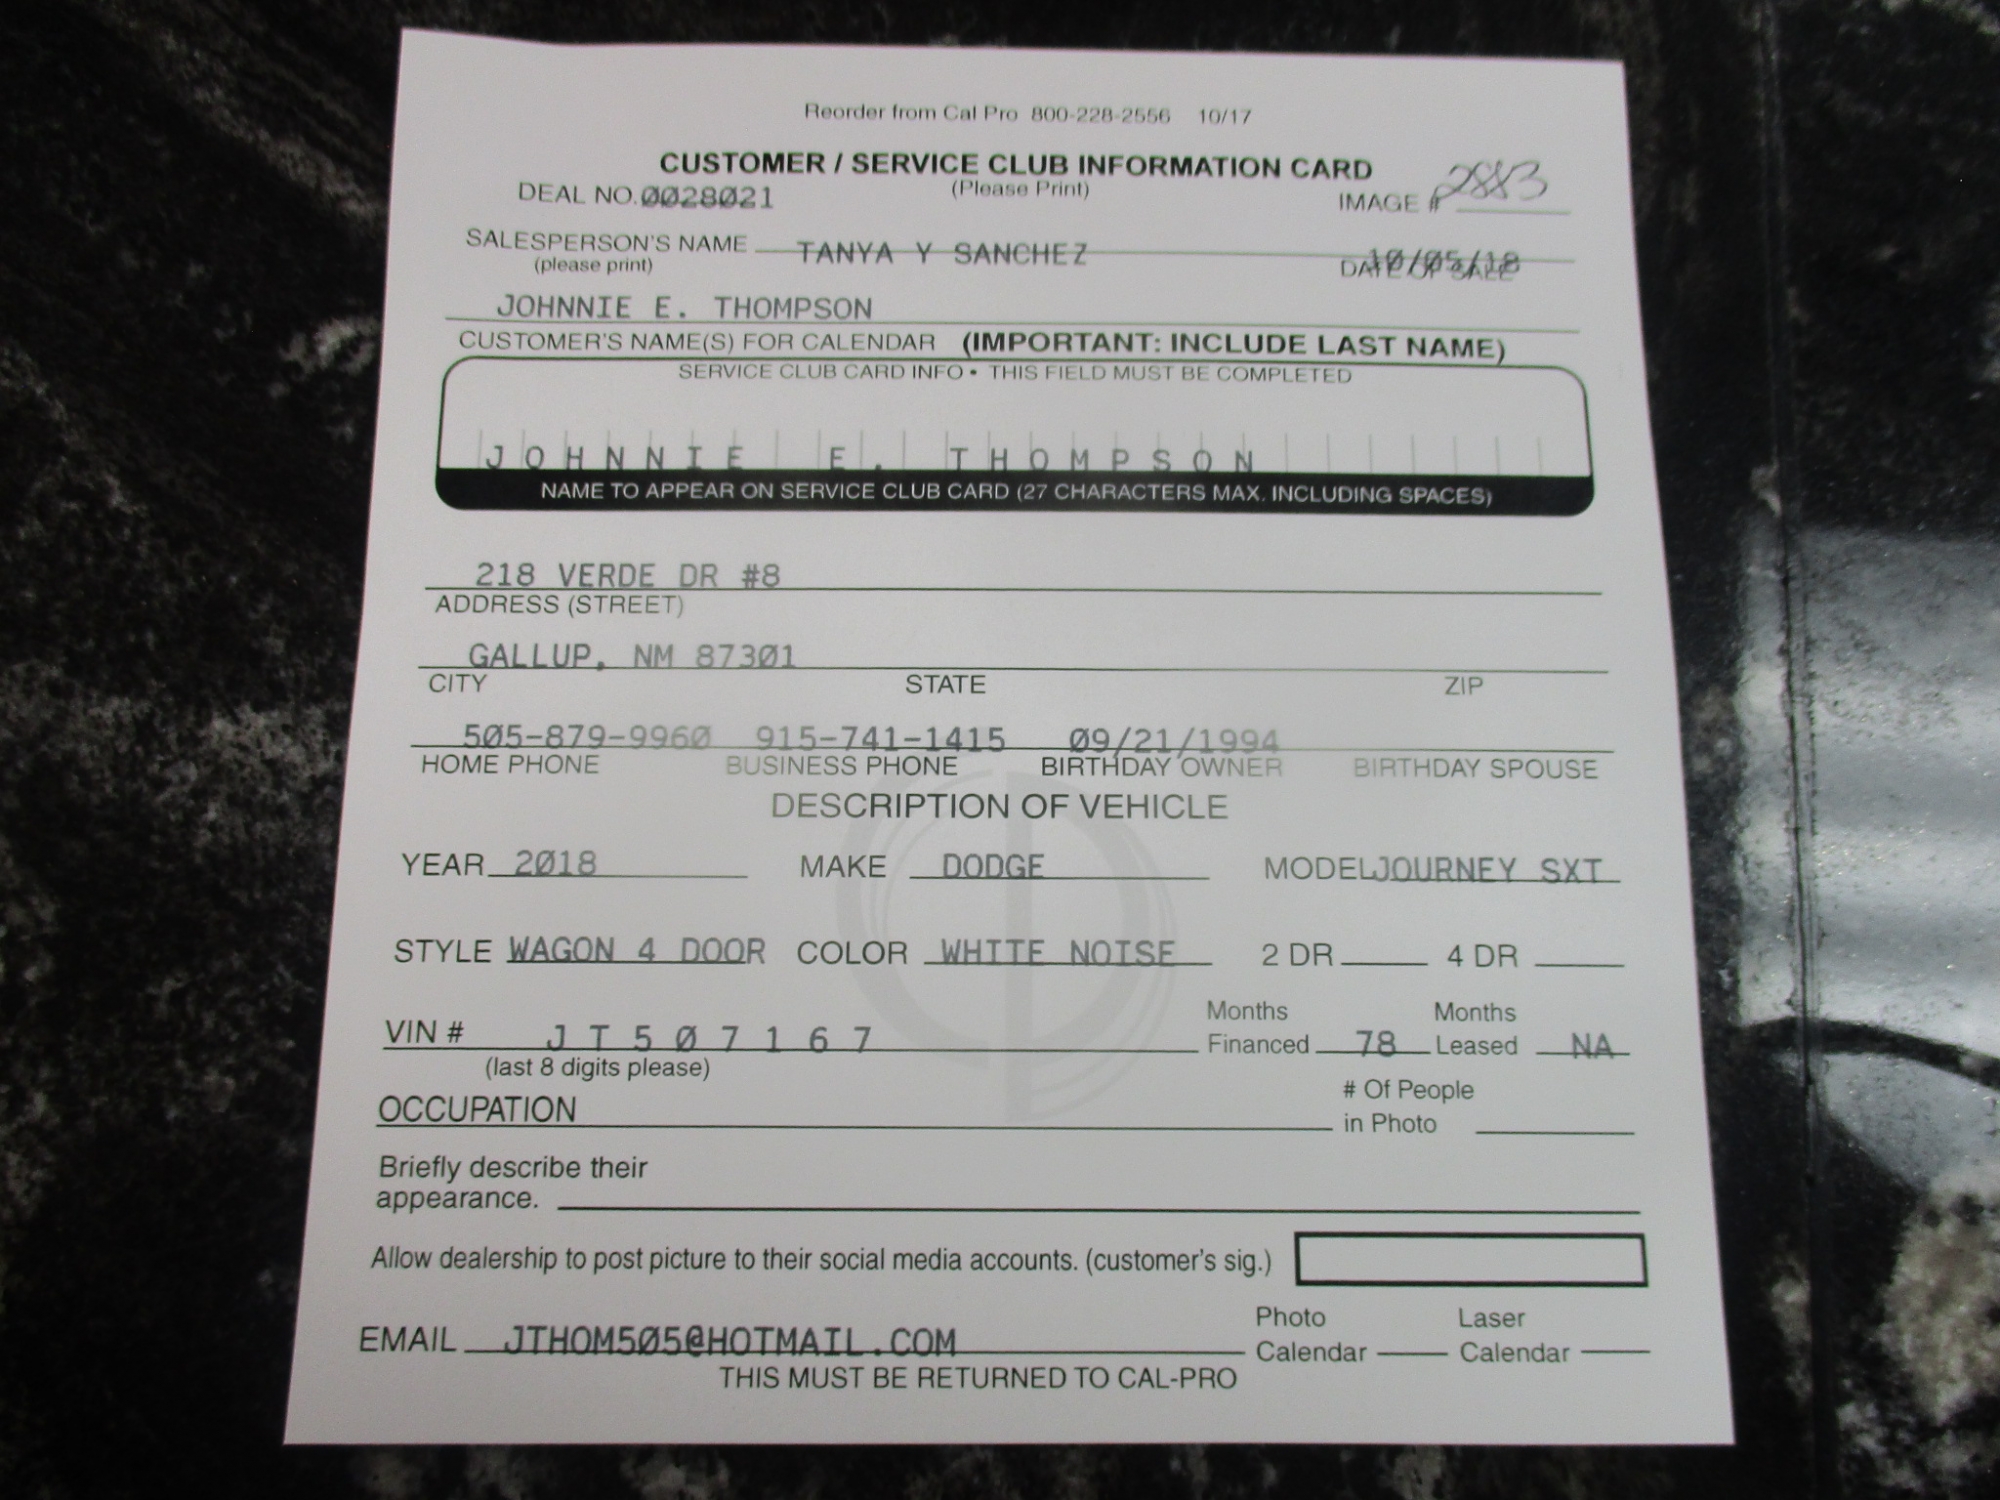 Reorder from Cal Pro 800-228-2556 10/17
CUSTOMER / SERVICE CLUB INFORMATION CARD
DEAL NO. 0028021 (Please Print) IMAGE # 2883
SALESPERSON'S NAME TANYA Y SANCHEZ 10/05/18
(please print) DATE OF SALE
JOHNNIE E. THOMPSON
CUSTOMER'S NAME(S) FOR CALENDAR (IMPORTANT: INCLUDE LAST NAME)
SERVICE CLUB CARD INFO • THIS FIELD MUST BE COMPLETED
JOHNNIE E. THOMPSON
NAME TO APPEAR ON SERVICE CLUB CARD (27 CHARACTERS MAX. INCLUDING SPACES)
218 VERDE DR #8
ADDRESS (STREET)
GALLUP, NM 87301
CITY STATE ZIP
505-879-9960 915-741-1415 09/21/1994
HOME PHONE BUSINESS PHONE BIRTHDAY OWNER BIRTHDAY SPOUSE
DESCRIPTION OF VEHICLE
YEAR 2018 MAKE DODGE MODEL JOURNEY SXT
STYLE WAGON 4 DOOR COLOR WHITE NOISE 2 DR 4 DR
Months Months
VIN # JT507167 Financed 78 Leased NA
(last 8 digits please)
# Of People
OCCUPATION in Photo
Briefly describe their
appearance.
Allow dealership to post picture to their social media accounts. (customer's sig.)
Photo Laser
EMAIL JTHOM505@HOTMAIL.COM Calendar Calendar
THIS MUST BE RETURNED TO CAL-PRO